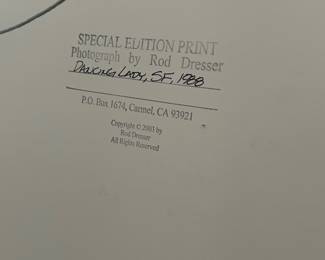 SPECIAL EDITION PRINT
Photograph by Rod Dresser
DANCING LADY, SF, 1988
P.O. Box 1674, Carmel, CA 93921
Copyright © 2003 by
Rod Dresser
All Rights Reserved